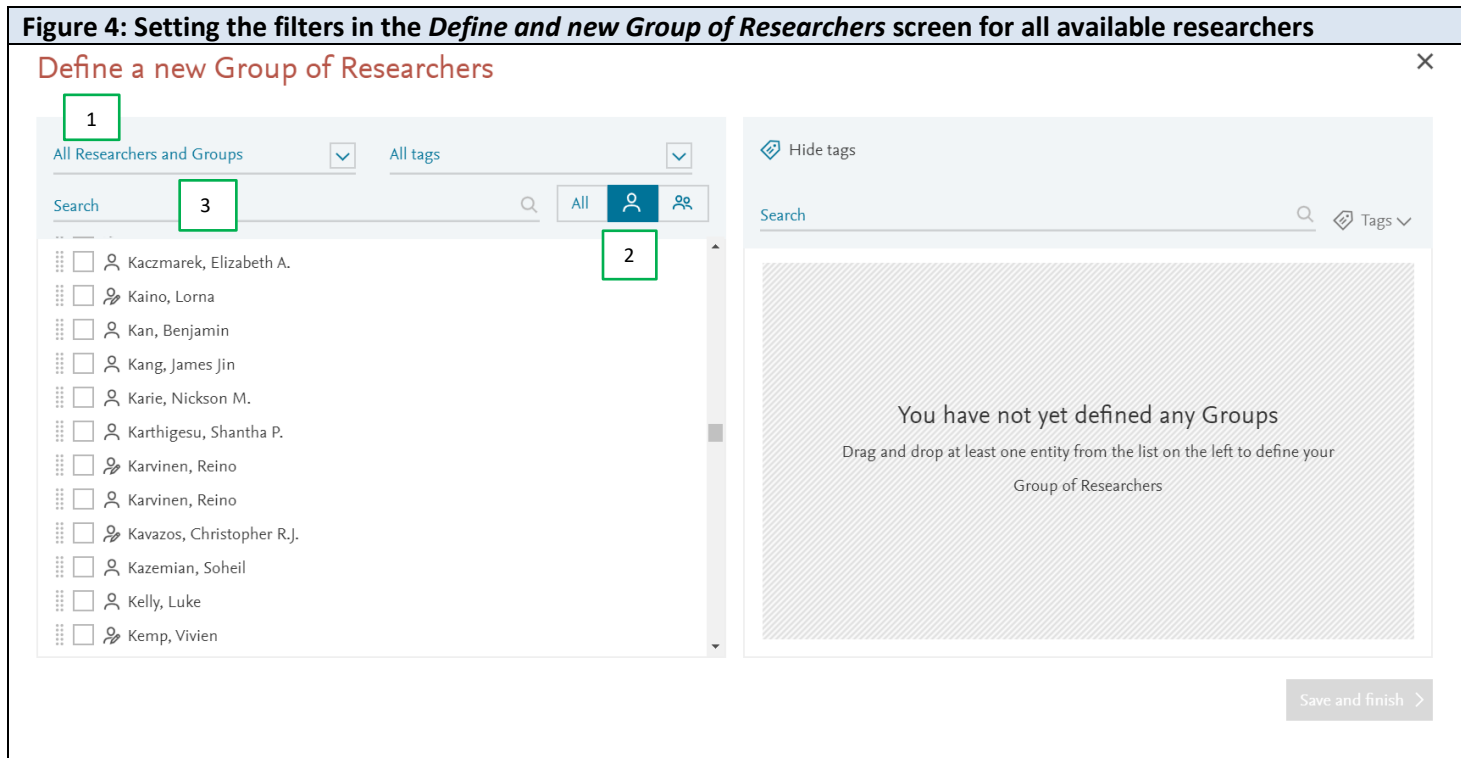 Figure 4: Setting the filters in the Define and new Group of Researchers screen for all available researchers
Define a new Group of Researchers
1
All Researchers and Groups
All tags
Hide tags
Search
3
All
2
Search
Tags
Kaczmarek, Elizabeth A.
Kaino, Lorna
Kan, Benjamin
Kang, James Jin
Karie, Nickson M.
Karthigesu, Shantha P.
Karvinen, Reino
Karvinen, Reino
Kavazos, Christopher R.J.
Kazemian, Soheil
Kelly, Luke
Kemp, Vivien
You have not yet defined any Groups
Drag and drop at least one entity from the list on the left to define your
Group of Researchers
Save and finish